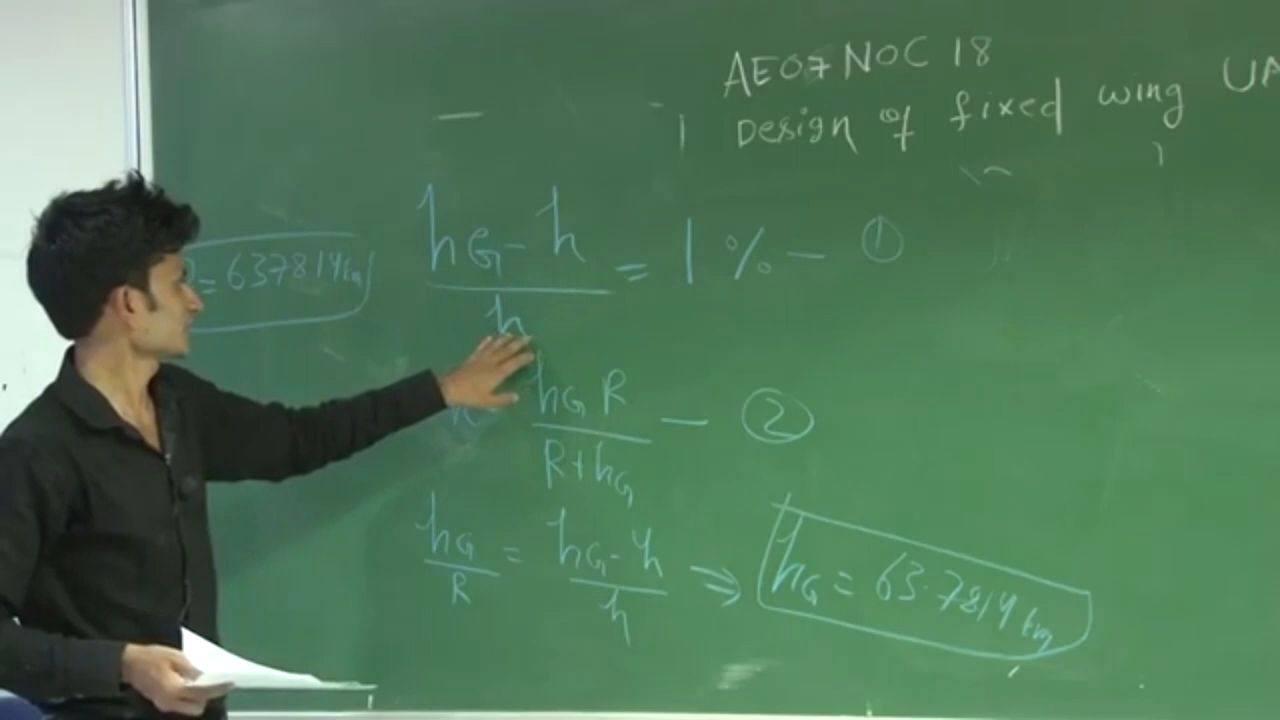 AE07 NOC 18
Design of fixed wing UA
= 6378.14 km
hG - h / h = 1 % - ①
h = hG R / R + hG - ②
hG / R = hG - h / h ⇒ hG = 63.7814 km